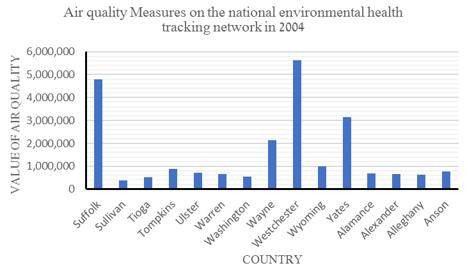 Air quality Measures on the national environmental health
tracking network in 2004
VALUE OF AIR QUALITY
6,000,000
5,000,000
4,000,000
3,000,000
2,000,000
1,000,000
0
Suffolk
Sullivan
Tioga
Tompkins
Ulster
Warren
Washington
Wayne
Westchester
Wyoming
Yates
Alamance
Alexander
Alleghany
Anson
COUNTRY